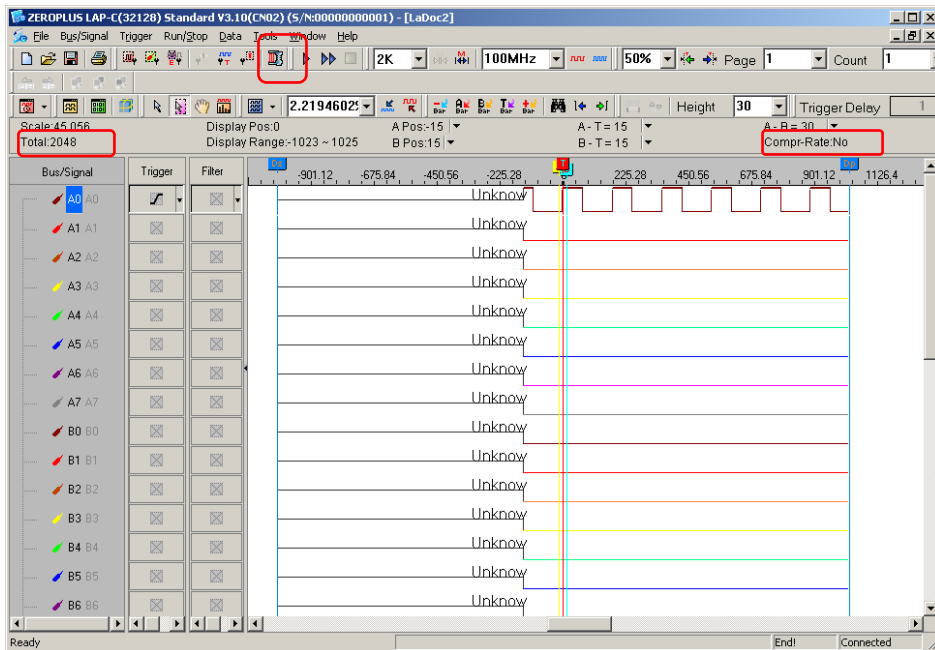 ZEROPLUS LAP-C(32128) Standard V3.10(CN02) (S/N:00000000001) - [LaDoc2]
File Bus/Signal Trigger Run/Stop Data Tools Window Help
2K 100MHz 50% Page 1 Count 1
Height 30 Trigger Delay 1
Scale:45.056 Display Pos:0 A Pos:-15 A - T = 15 A - B = 30
Total:2048 Display Range:-1023 ~ 1025 B Pos:15 B - T = 15 Compr-Rate:No
Bus/Signal Trigger Filter Ds T Dp
-901.12 -675.84 -450.56 -225.28 225.28 450.56 675.84 901.12 1126.4
A0 A0 Unknow
A1 A1 Unknow
A2 A2 Unknow
A3 A3 Unknow
A4 A4 Unknow
A5 A5 Unknow
A6 A6 Unknow
A7 A7 Unknow
B0 B0 Unknow
B1 B1 Unknow
B2 B2 Unknow
B3 B3 Unknow
B4 B4 Unknow
B5 B5 Unknow
B6 B6 Unknow
Ready End! Connected